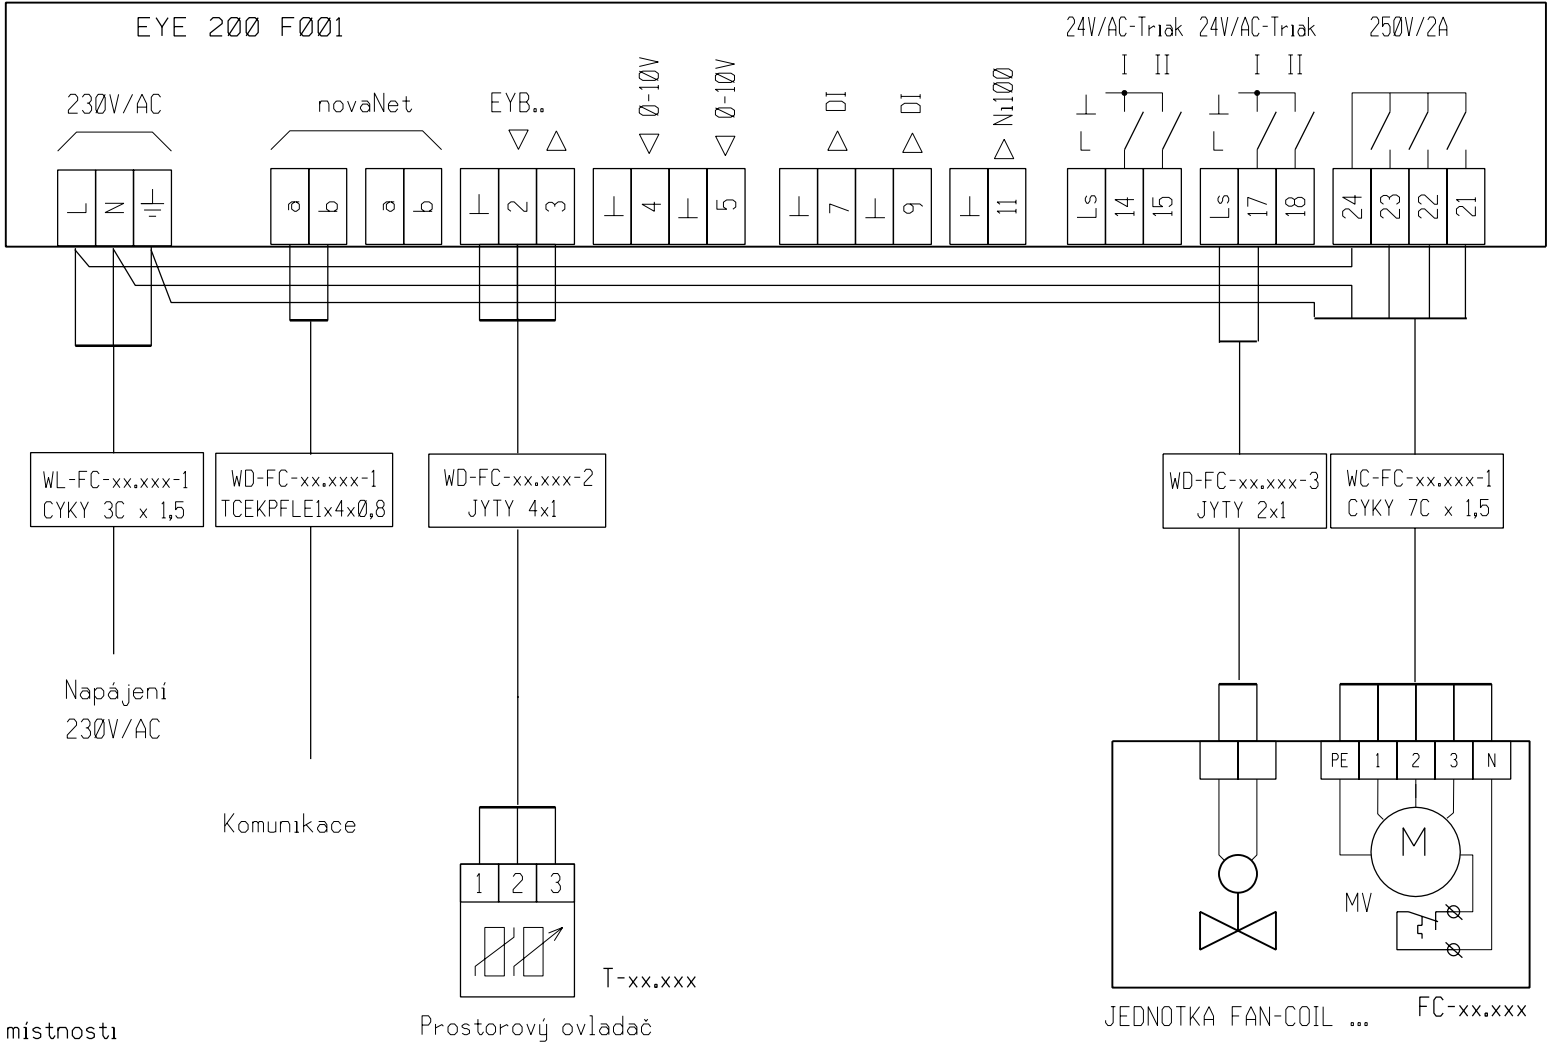 EYE 200 F001
24V/AC-Triak
24V/AC-Triak
250V/2A
I II
I II
230V/AC
novaNet
EYB..
0-10V
0-10V
DI
DI
Ni100
L
L
L N
a b
a b
2 3
4
5
7
9
11
Ls 14 15
Ls 17 18
24 23 22 21
WL-FC-xx.xxx-1
CYKY 3C x 1,5
WD-FC-xx.xxx-1
TCEKPFLE1x4x0,8
WD-FC-xx.xxx-2
JYTY 4x1
WD-FC-xx.xxx-3
JYTY 2x1
WC-FC-xx.xxx-1
CYKY 7C x 1,5
Napájení
230V/AC
Komunikace
PE 1 2 3 N
M
MV
1 2 3
T-xx.xxx
Prostorový ovladač
JEDNOTKA FAN-COIL ...
FC-xx.xxx
místnosti